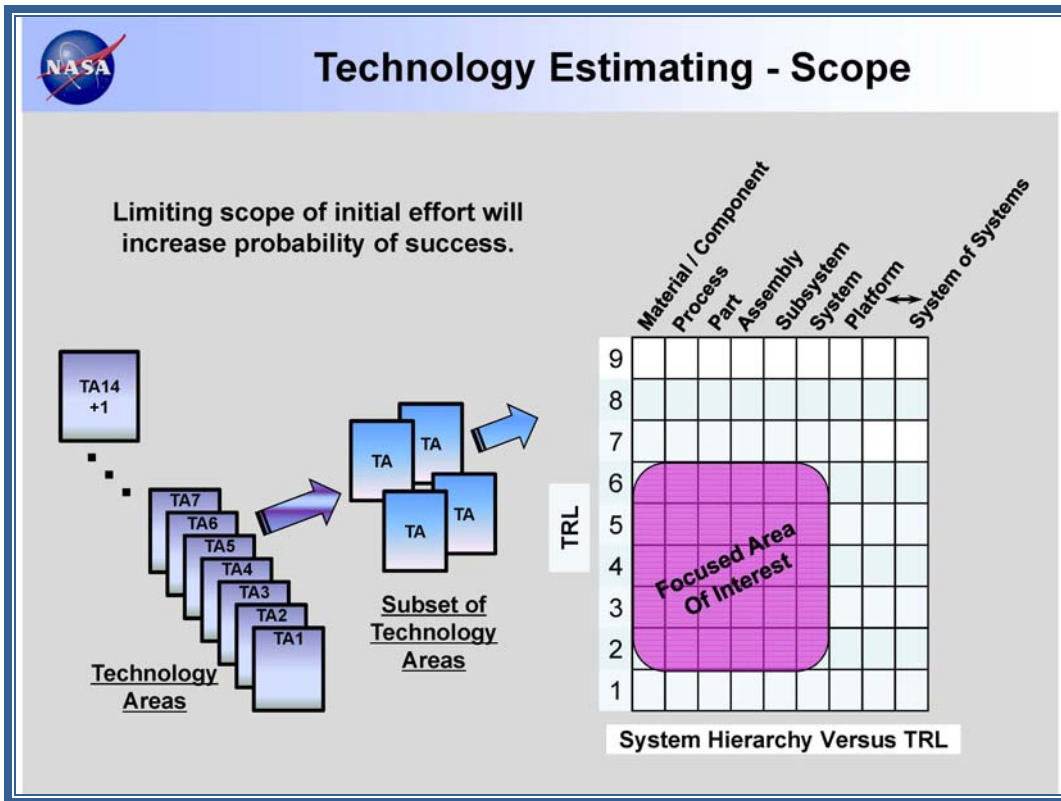 NASA
Technology Estimating - Scope
Limiting scope of initial effort will
increase probability of success.
TA14
+1
TA7
TA6
TA5
TA4
TA3
TA2
TA1
Technology
Areas
TA
TA
TA
TA
Subset of
Technology
Areas
Material / Component
Process
Part
Assembly
Subsystem
System
Platform
System of Systems
TRL
9
8
7
6
5
4
3
2
1
Focused Area
Of Interest
System Hierarchy Versus TRL